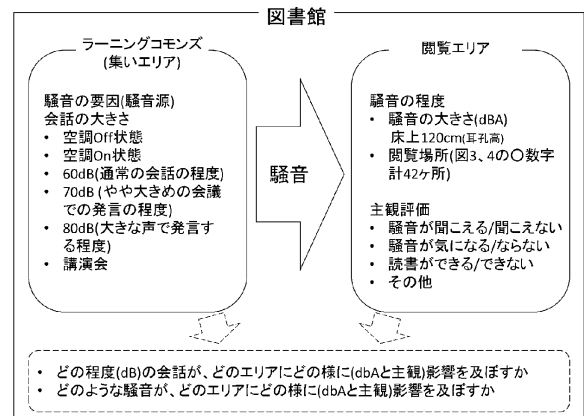 図書館
ラーニングコモンズ
(集いエリア)
騒音の要因(騒音源)
会話の大きさ
• 空調Off状態
• 空調On状態
• 60dB(通常の会話の程度)
• 70dB (やや大きめの会議
での発言の程度)
• 80dB(大きな声で発言す
る程度)
• 講演会
騒音
閲覧エリア
騒音の程度
• 騒音の大きさ(dBA)
床上120cm(耳孔高)
• 閲覧場所(図3、4の〇数字
計42ヶ所)
主観評価
• 騒音が聞こえる/聞こえない
• 騒音が気になる/ならない
• 読書ができる/できない
• その他
• どの程度(dB)の会話が、どのエリアにどの様に(dbAと主観)影響を及ぼすか
• どのような騒音が、どのエリアにどの様に(dbAと主観)影響を及ぼすか